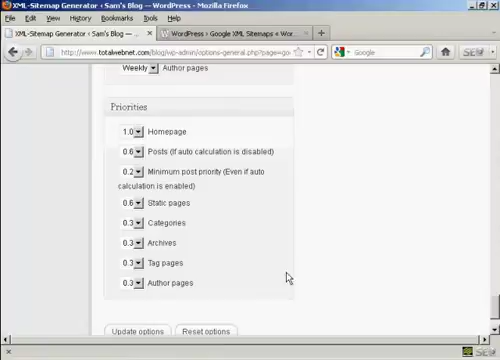 XML-Sitemap Generator ‹ Sam's Blog — WordPress - Mozilla Firefox
Edit View History Bookmarks Tools Help
XML-Sitemap Generator ‹ Sam's Blog — W...
WordPress › Google XML Sitemaps « Wor...
http://www.totalwebnet.com/blog/wp-admin/options-general.php?page=go
Google
Weekly Author pages
Priorities
1.0 Homepage
0.6 Posts (If auto calculation is disabled)
0.2 Minimum post priority (Even if auto
calculation is enabled)
0.6 Static pages
0.3 Categories
0.3 Archives
0.3 Tag pages
0.3 Author pages
Update options Reset options